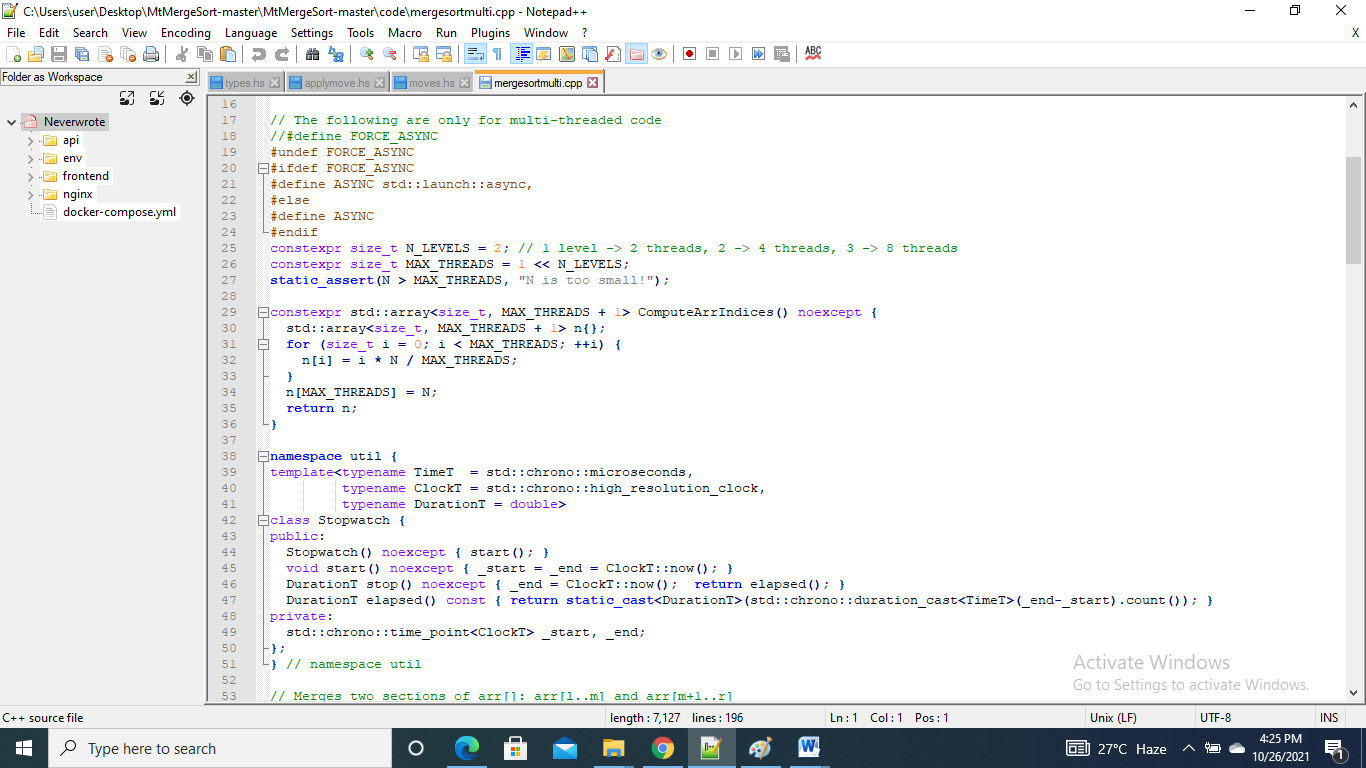 C:\Users\user\Desktop\MtMergeSort-master\MtMergeSort-master\code\mergesortmulti.cpp - Notepad++
File Edit Search View Encoding Language Settings Tools Macro Run Plugins Window ? X
ABC
Folder as Workspace
Neverwrote
api
env
frontend
nginx
docker-compose.yml
types.hs applymove.hs moves.hs mergesortmulti.cpp
16
17 // The following are only for multi-threaded code
18 //#define FORCE_ASYNC
19 #undef FORCE_ASYNC
20 #ifdef FORCE_ASYNC
21 #define ASYNC std::launch::async,
22 #else
23 #define ASYNC
24 #endif
25 constexpr size_t N_LEVELS = 2; // 1 level -> 2 threads, 2 -> 4 threads, 3 -> 8 threads
26 constexpr size_t MAX_THREADS = 1 << N_LEVELS;
27 static_assert(N > MAX_THREADS, "N is too small!");
28
29 constexpr std::array<size_t, MAX_THREADS + 1> ComputeArrIndices() noexcept {
30 std::array<size_t, MAX_THREADS + 1> n{};
31 for (size_t i = 0; i < MAX_THREADS; ++i) {
32 n[i] = i * N / MAX_THREADS;
33 }
34 n[MAX_THREADS] = N;
35 return n;
36 }
37
38 namespace util {
39 template<typename TimeT = std::chrono::microseconds,
40 typename ClockT = std::chrono::high_resolution_clock,
41 typename DurationT = double>
42 class Stopwatch {
43 public:
44 Stopwatch() noexcept { start(); }
45 void start() noexcept { _start = _end = ClockT::now(); }
46 DurationT stop() noexcept { _end = ClockT::now(); return elapsed(); }
47 DurationT elapsed() const { return static_cast<DurationT>(std::chrono::duration_cast<TimeT>(_end-_start).count()); }
48 private:
49 std::chrono::time_point<ClockT> _start, _end;
50 };
51 } // namespace util
52
53 // Merges two sections of arr[]: arr[l..m] and arr[m+1..r]
Activate Windows
Go to Settings to activate Windows.
C++ source file length : 7,127 lines : 196 Ln : 1 Col : 1 Pos : 1 Unix (LF) UTF-8 INS
Type here to search
27°C Haze
4:25 PM
10/26/2021
1